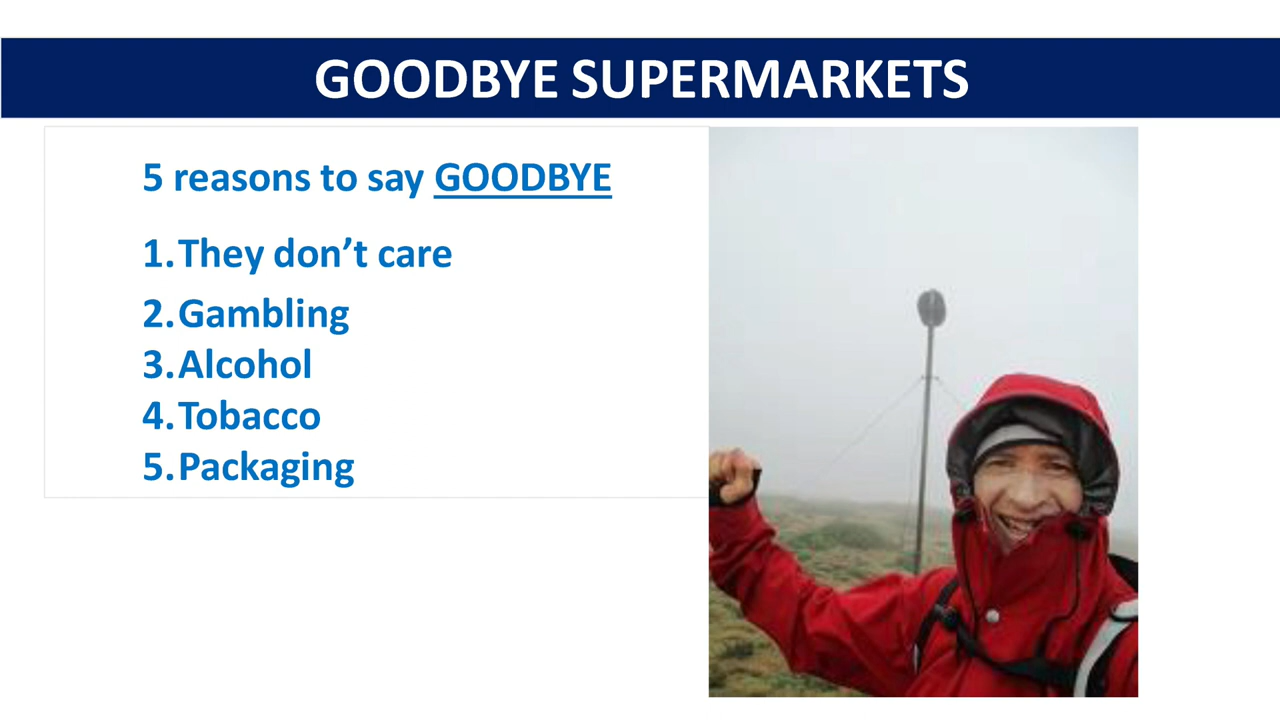 GOODBYE SUPERMARKETS
5 reasons to say GOODBYE
1.They don’t care
2.Gambling
3.Alcohol
4.Tobacco
5.Packaging